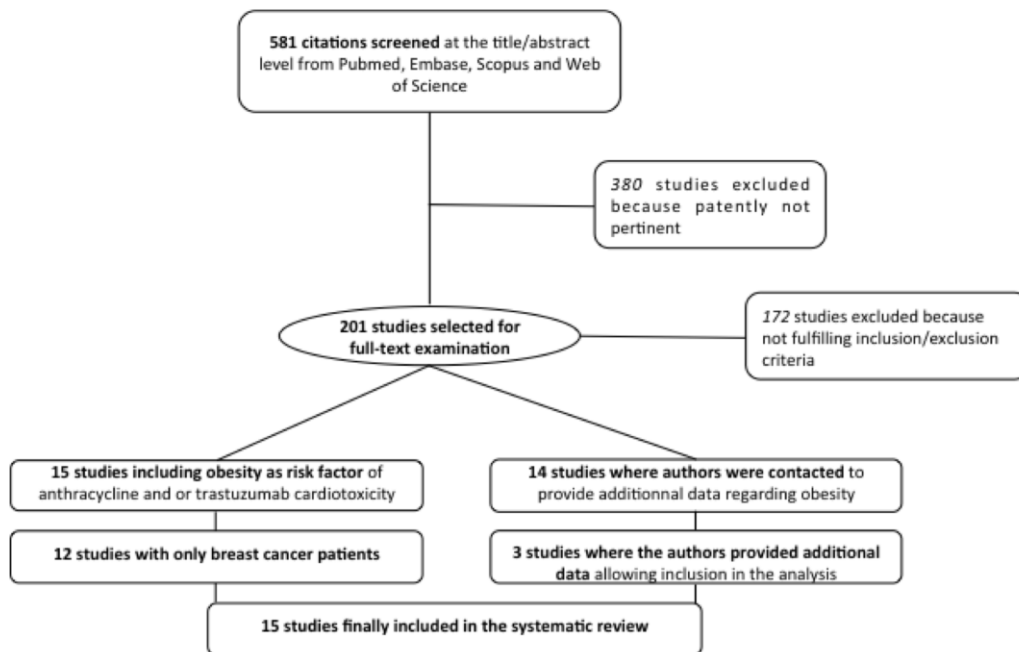 581 citations screened at the title/abstract
level from Pubmed, Embase, Scopus and Web
of Science
380 studies excluded
because patently not
pertinent
201 studies selected for
full-text examination
172 studies excluded because
not fulfilling inclusion/exclusion
criteria
15 studies including obesity as risk factor of
anthracycline and or trastuzumab cardiotoxicity
14 studies where authors were contacted to
provide additionnal data regarding obesity
12 studies with only breast cancer patients
3 studies where the authors provided additional
data allowing inclusion in the analysis
15 studies finally included in the systematic review